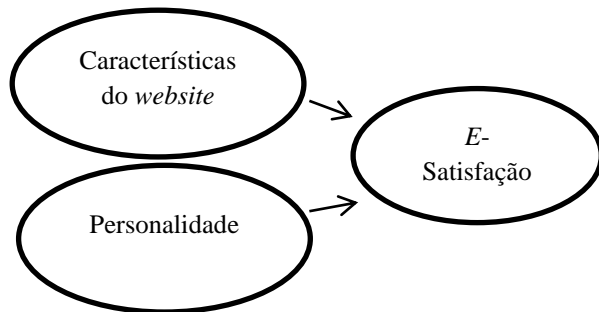 Características
do website
E-
Satisfação
Personalidade